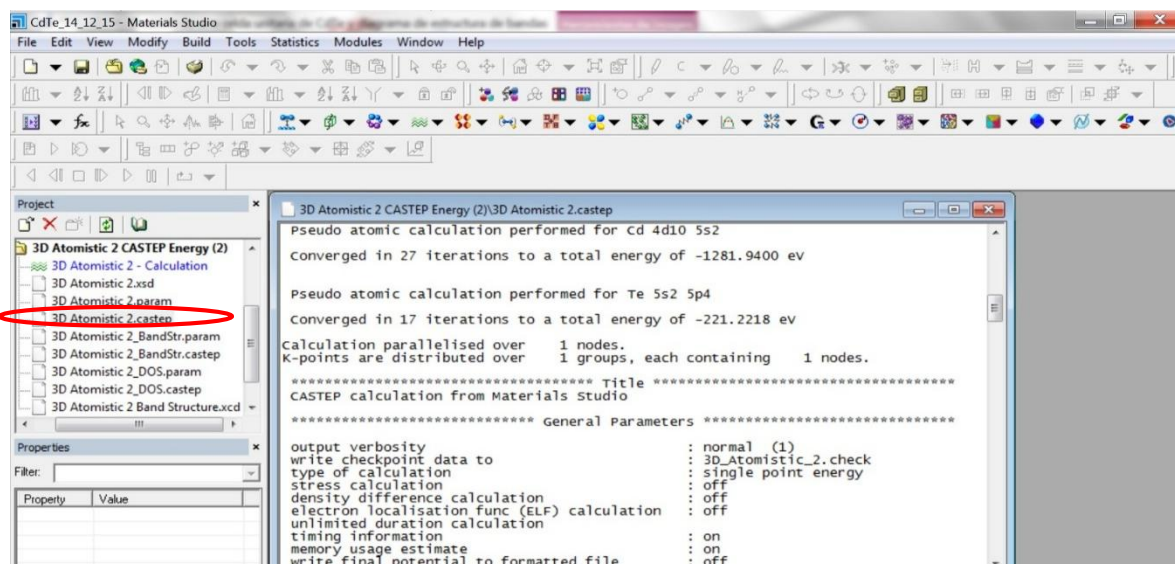 CdTe_14_12_15 - Materials Studio
File Edit View Modify Build Tools Statistics Modules Window Help
Project
3D Atomistic 2 CASTEP Energy (2)
3D Atomistic 2 - Calculation
3D Atomistic 2.xsd
3D Atomistic 2.param
3D Atomistic 2.castep
3D Atomistic 2_BandStr.param
3D Atomistic 2_BandStr.castep
3D Atomistic 2_DOS.param
3D Atomistic 2_DOS.castep
3D Atomistic 2 Band Structure.xcd
Properties
Filter:
Property Value
3D Atomistic 2 CASTEP Energy (2)\3D Atomistic 2.castep
Pseudo atomic calculation performed for Cd 4d10 5s2
Converged in 27 iterations to a total energy of -1281.9400 eV
Pseudo atomic calculation performed for Te 5s2 5p4
Converged in 17 iterations to a total energy of -221.2218 eV
Calculation parallelised over 1 nodes.
K-points are distributed over 1 groups, each containing 1 nodes.
************************************ Title ************************************
CASTEP calculation from Materials Studio
***************************** General Parameters ******************************
output verbosity : normal (1)
write checkpoint data to : 3D_Atomistic_2.check
type of calculation : single point energy
stress calculation : off
density difference calculation : off
electron localisation func (ELF) calculation : off
unlimited duration calculation
timing information : on
memory usage estimate : on
write final potential to formatted file : off